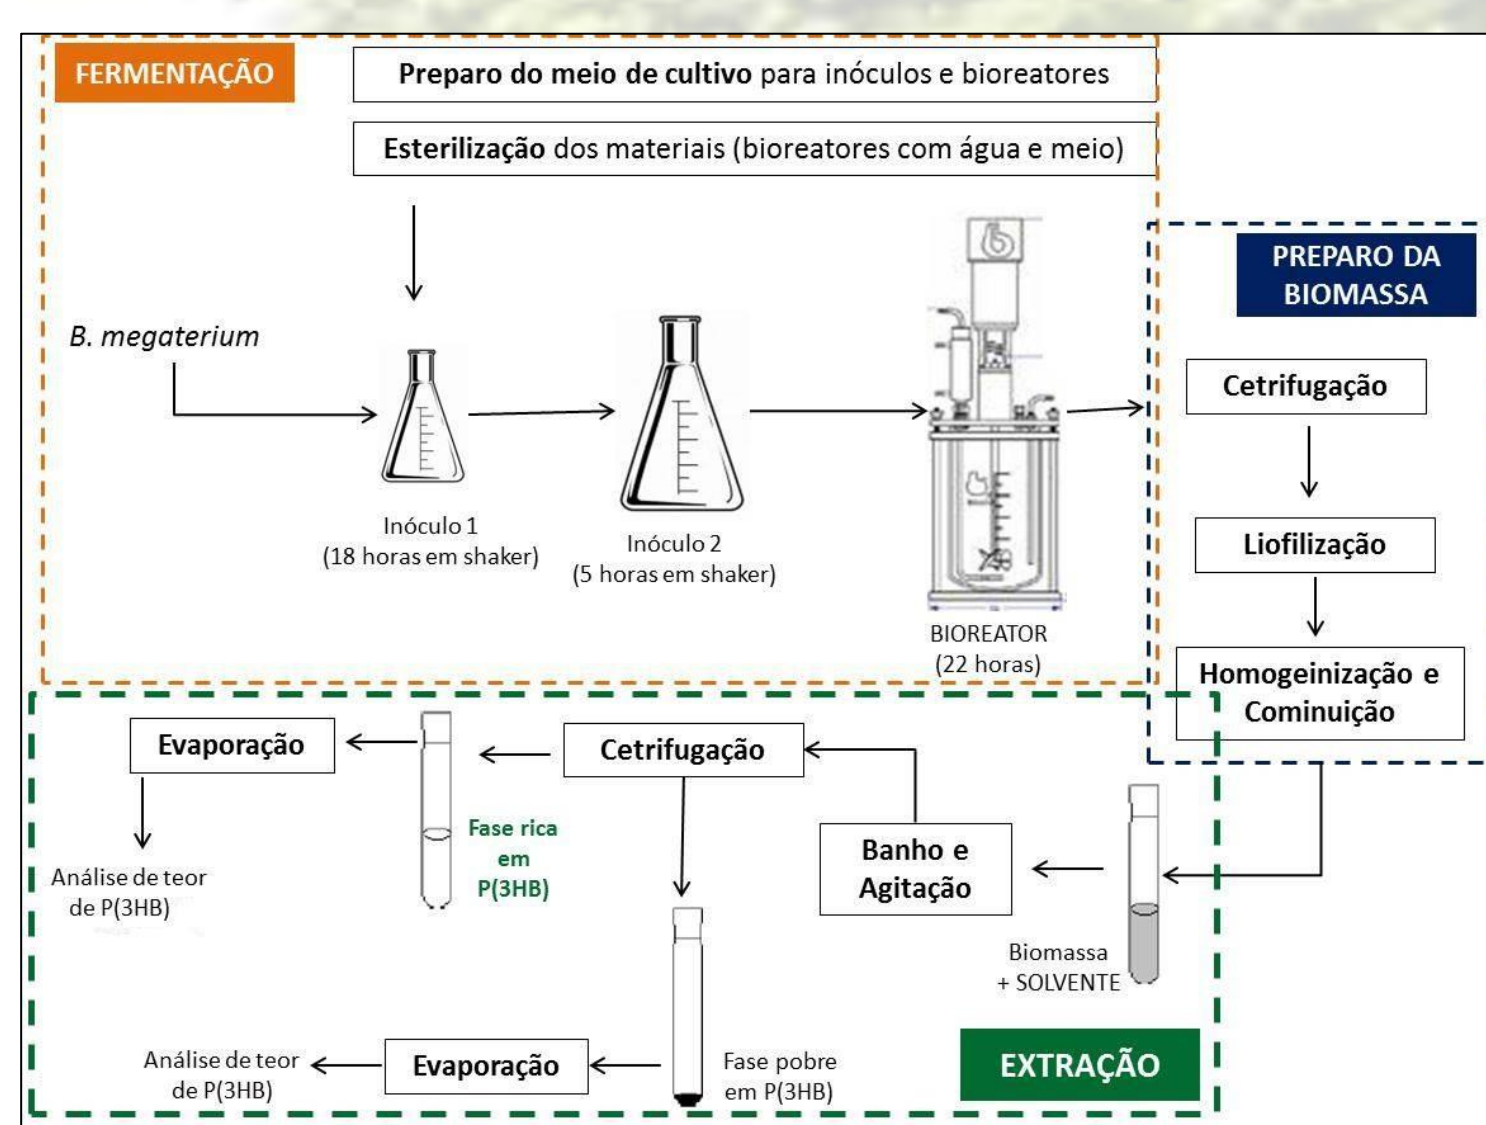 FERMENTAÇÃO
Preparo do meio de cultivo para inóculos e bioreatores
Esterilização dos materiais (bioreatores com água e meio)
B. megaterium
Inóculo 1
(18 horas em shaker)
Inóculo 2
(5 horas em shaker)
BIOREATOR
(22 horas)
PREPARO DA
BIOMASSA
Cetrifugação
Liofilização
Homogeinização e
Cominuição
Evaporação
Cetrifugação
Fase rica
em
P(3HB)
Banho e
Agitação
Análise de teor
de P(3HB)
Biomassa
+ SOLVENTE
Análise de teor
de P(3HB)
Evaporação
Fase pobre
em P(3HB)
EXTRAÇÃO